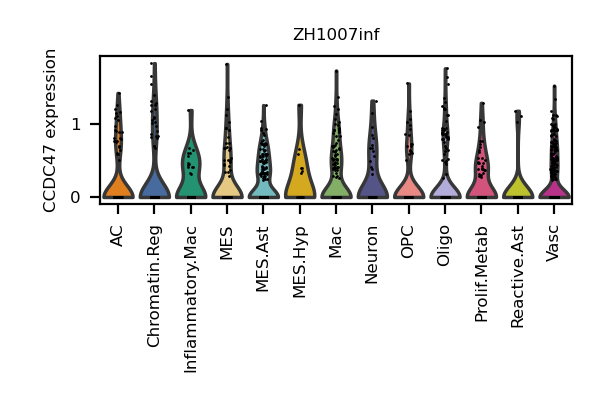 ZH1007inf
CCDC47 expression
1
0
AC
Chromatin.Reg
Inflammatory.Mac
MES
MES.Ast
MES.Hyp
Mac
Neuron
OPC
Oligo
Prolif.Metab
Reactive.Ast
Vasc